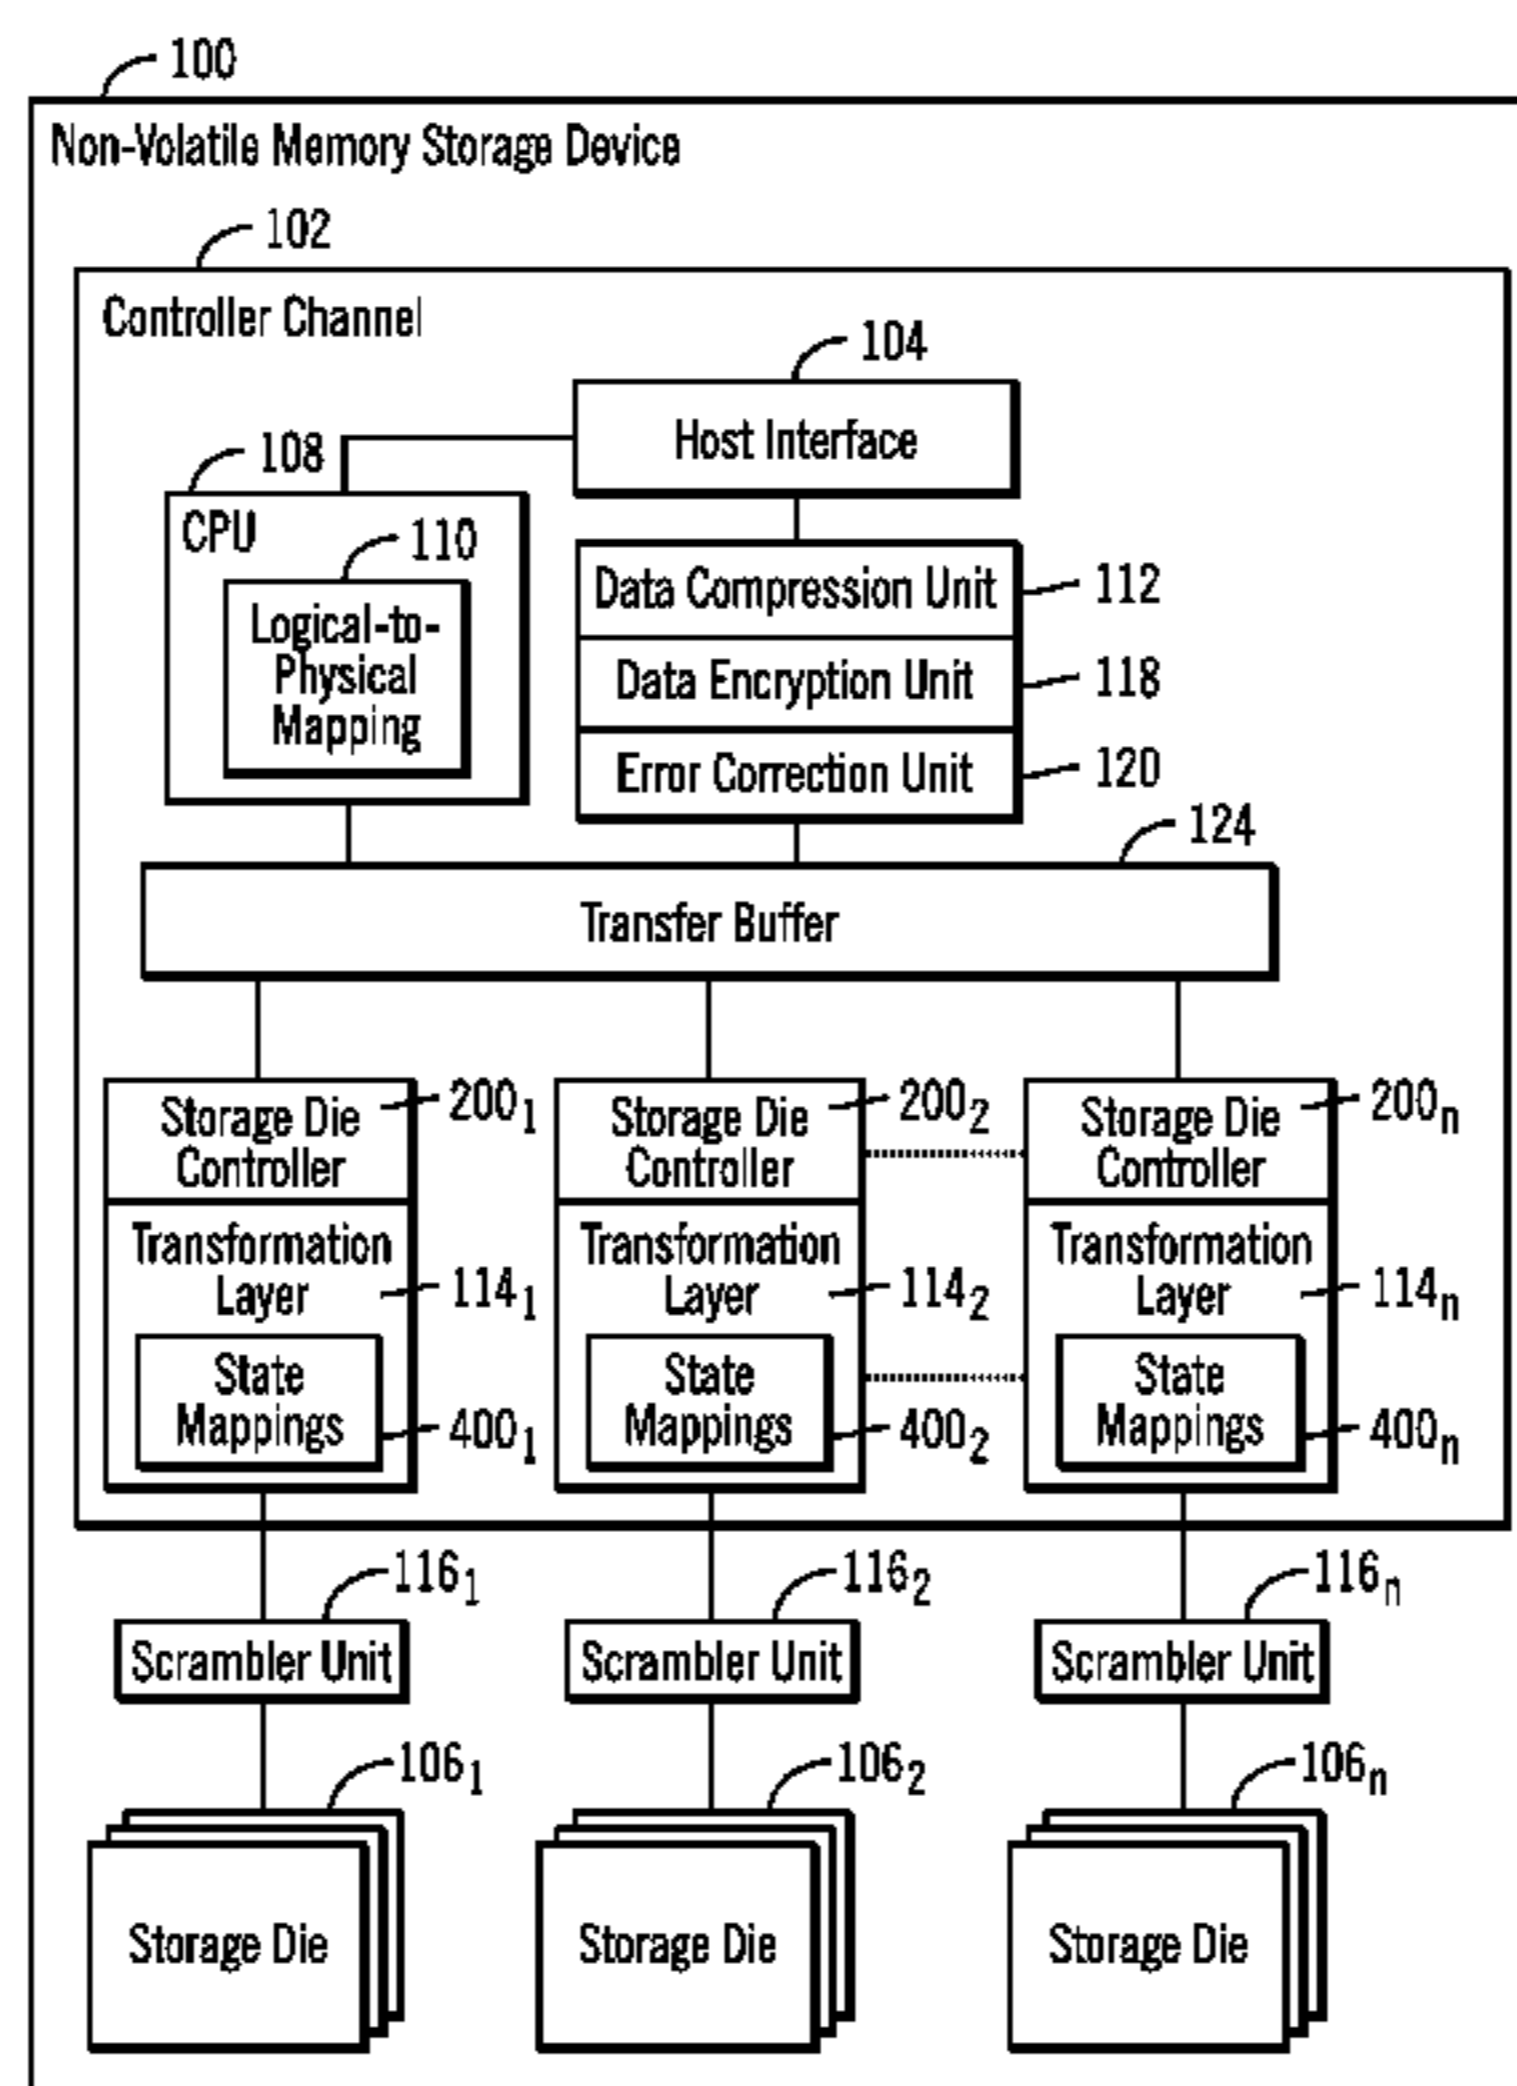 100
Non-Volatile Memory Storage Device
102
Controller Channel
104
Host Interface
108
CPU
110
Logical-to-
Physical
Mapping
Data Compression Unit
112
Data Encryption Unit
118
Error Correction Unit
120
124
Transfer Buffer
Storage Die
Controller
200₁
Transformation
Layer
114₁
State
Mappings
400₁
Storage Die
Controller
200₂
Transformation
Layer
114₂
State
Mappings
400₂
Storage Die
Controller
200ₙ
Transformation
Layer
114ₙ
State
Mappings
400ₙ
116₁
Scrambler Unit
116₂
Scrambler Unit
116ₙ
Scrambler Unit
106₁
Storage Die
106₂
Storage Die
106ₙ
Storage Die